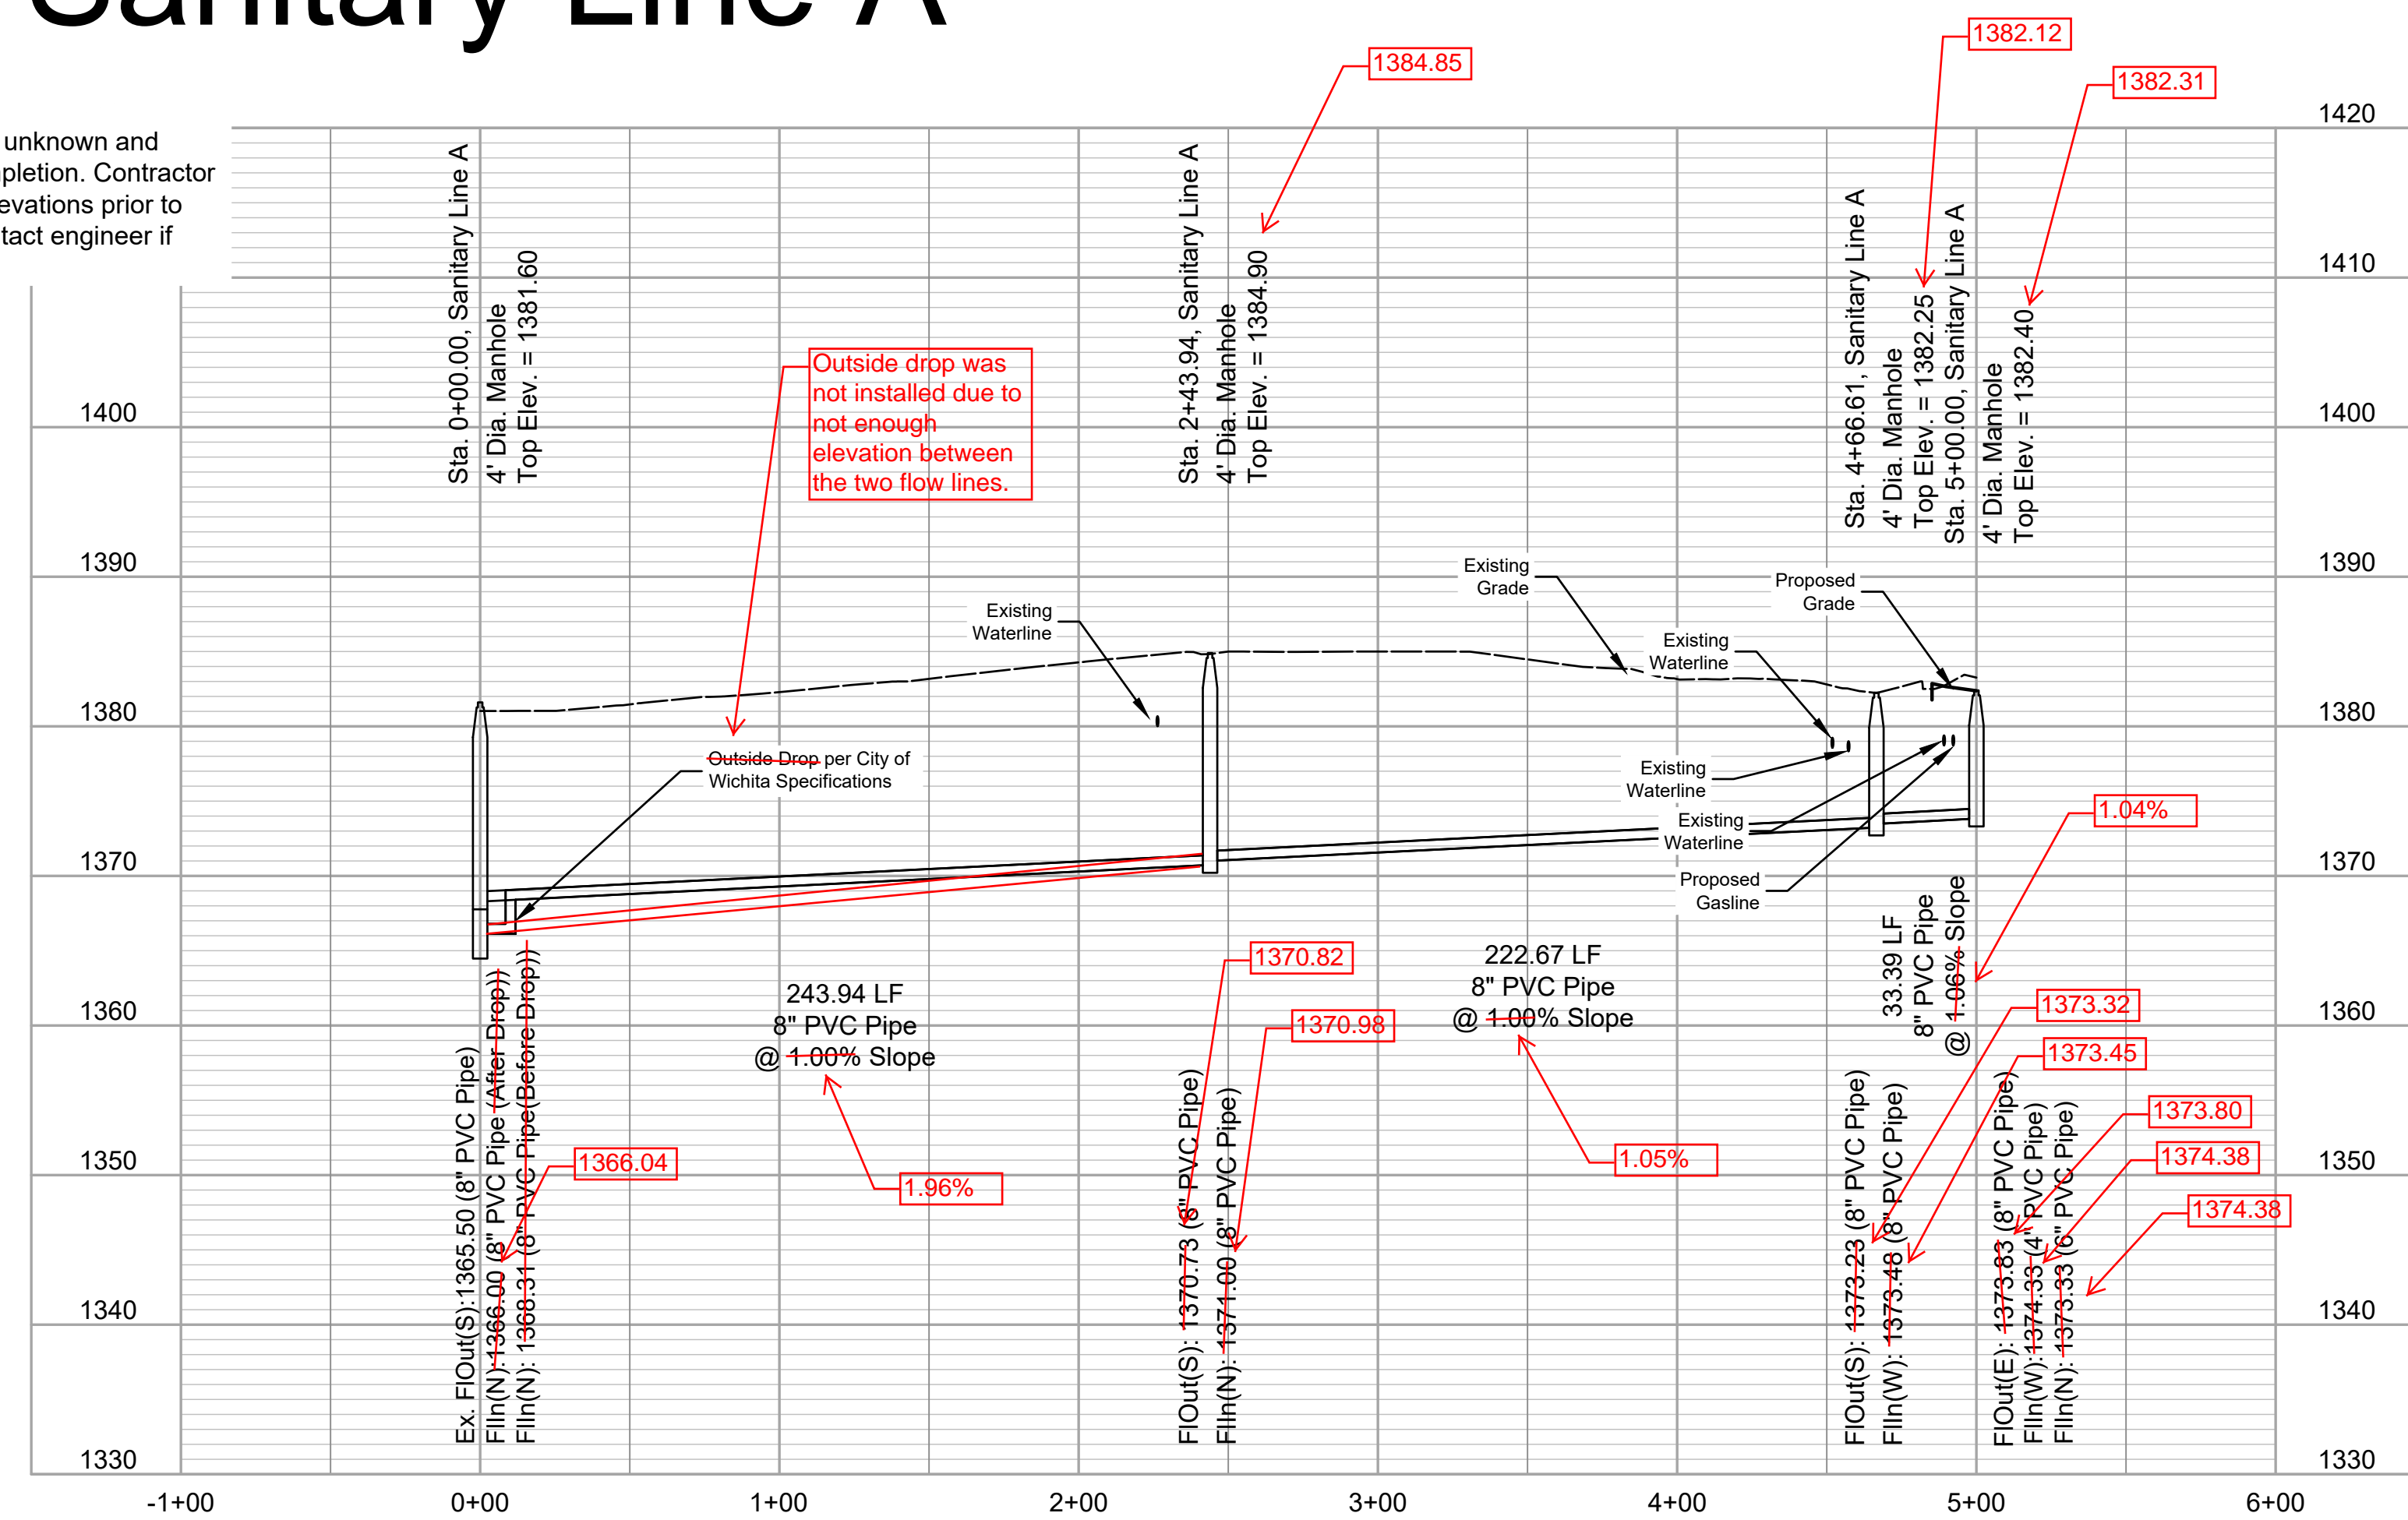 Sanitary Line A
unknown and
pletion. Contractor
evations prior to
tact engineer if
1382.12
1384.85
1382.31
1420
1410
1400
1390
1380
1370
1360
1350
1340
1330
1400
1390
1380
1370
1360
1350
1340
1330
Sta. 0+00.00, Sanitary Line A
4' Dia. Manhole
Top Elev. = 1381.60
Sta. 2+43.94, Sanitary Line A
4' Dia. Manhole
Top Elev. = 1384.90
Sta. 4+66.61, Sanitary Line A
4' Dia. Manhole
Top Elev. = 1382.25
Sta. 5+00.00, Sanitary Line A
4' Dia. Manhole
Top Elev. = 1382.40
Outside drop was
not installed due to
not enough
elevation between
the two flow lines.
Existing
Waterline
Existing
Grade
Proposed
Grade
Existing
Waterline
Existing
Waterline
Existing
Waterline
Proposed
Gasline
Outside Drop per City of
Wichita Specifications
1.04%
243.94 LF
8" PVC Pipe
@ 1.00% Slope
1.96%
222.67 LF
8" PVC Pipe
@ 1.00% Slope
1.05%
33.39 LF
8" PVC Pipe
@ 1.06% Slope
Ex. FlOut(S):1365.50 (8" PVC Pipe)
FlIn(N):1366.00 (8" PVC Pipe (After Drop))
FlIn(N): 1368.31 (8" PVC Pipe(Before Drop))
1366.04
1370.82
1370.98
FlOut(S): 1370.73 (8" PVC Pipe)
FlIn(N): 1371.00 (8" PVC Pipe)
1373.32
1373.45
FlOut(S): 1373.23 (8" PVC Pipe)
FlIn(W): 1373.48 (8" PVC Pipe)
1373.80
1374.38
1374.38
FlOut(E): 1373.83 (8" PVC Pipe)
FlIn(W):1374.33 (4" PVC Pipe)
FlIn(N): 1373.33 (6" PVC Pipe)
-1+00
0+00
1+00
2+00
3+00
4+00
5+00
6+00